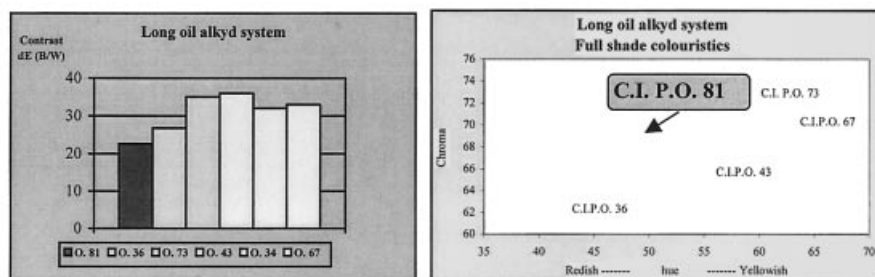 Contrast
dE (B/W)
Long oil alkyd system
40
30
20
10
0
O. 81 O. 36 O. 73 O. 43 O. 34 O. 67
Long oil alkyd system
Full shade colouristics
Chroma
76
74
72
70
68
66
64
62
60
C.I. P.O. 81
C.I. P.O. 73
C.I.P.O. 67
C.I.P.O. 43
C.I.P.O. 36
35 40 45 50 55 60 65 70
Redish ------- hue ------- Yellowish